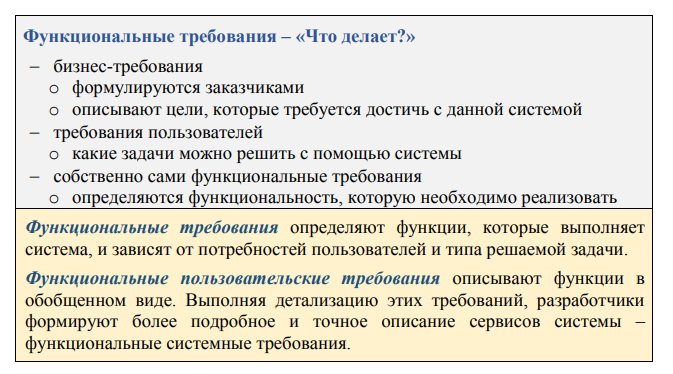 Функциональные требования – «Что делает?»
– бизнес-требования
o формулируются заказчиками
o описывают цели, которые требуется достичь с данной системой
– требования пользователей
o какие задачи можно решить с помощью системы
– собственно сами функциональные требования
o определяются функциональность, которую необходимо реализовать
Функциональные требования определяют функции, которые выполняет
система, и зависят от потребностей пользователей и типа решаемой задачи.
Функциональные пользовательские требования описывают функции в
обобщенном виде. Выполняя детализацию этих требований, разработчики
формируют более подробное и точное описание сервисов системы –
функциональные системные требования.